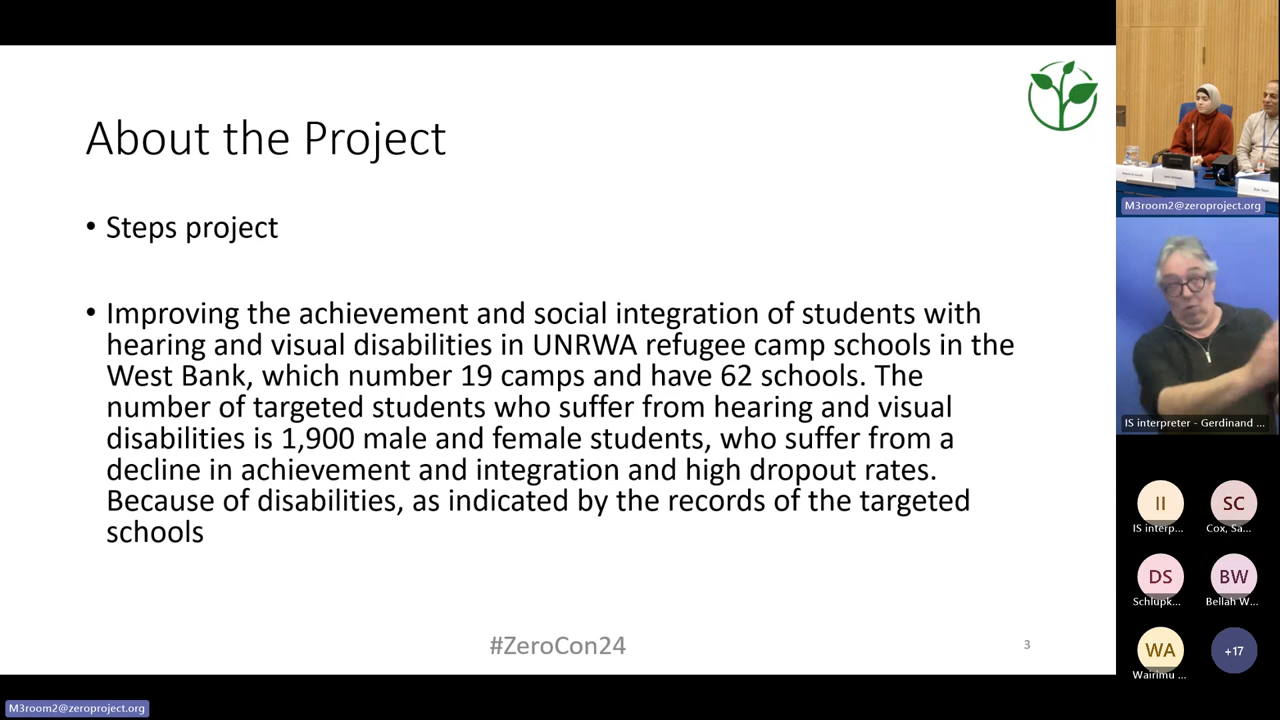 About the Project
• Steps project
• Improving the achievement and social integration of students with
hearing and visual disabilities in UNRWA refugee camp schools in the
West Bank, which number 19 camps and have 62 schools. The
number of targeted students who suffer from hearing and visual
disabilities is 1,900 male and female students, who suffer from a
decline in achievement and integration and high dropout rates.
Because of disabilities, as indicated by the records of the targeted
schools
#ZeroCon24
3
M3room2@zeroproject.org
IS interpreter - Gerdinand ...
II
IS interp...
SC
Cox, Sa...
DS
Schlupk...
BW
Bellah W...
WA
Wairimu ...
+17
M3room2@zeroproject.org